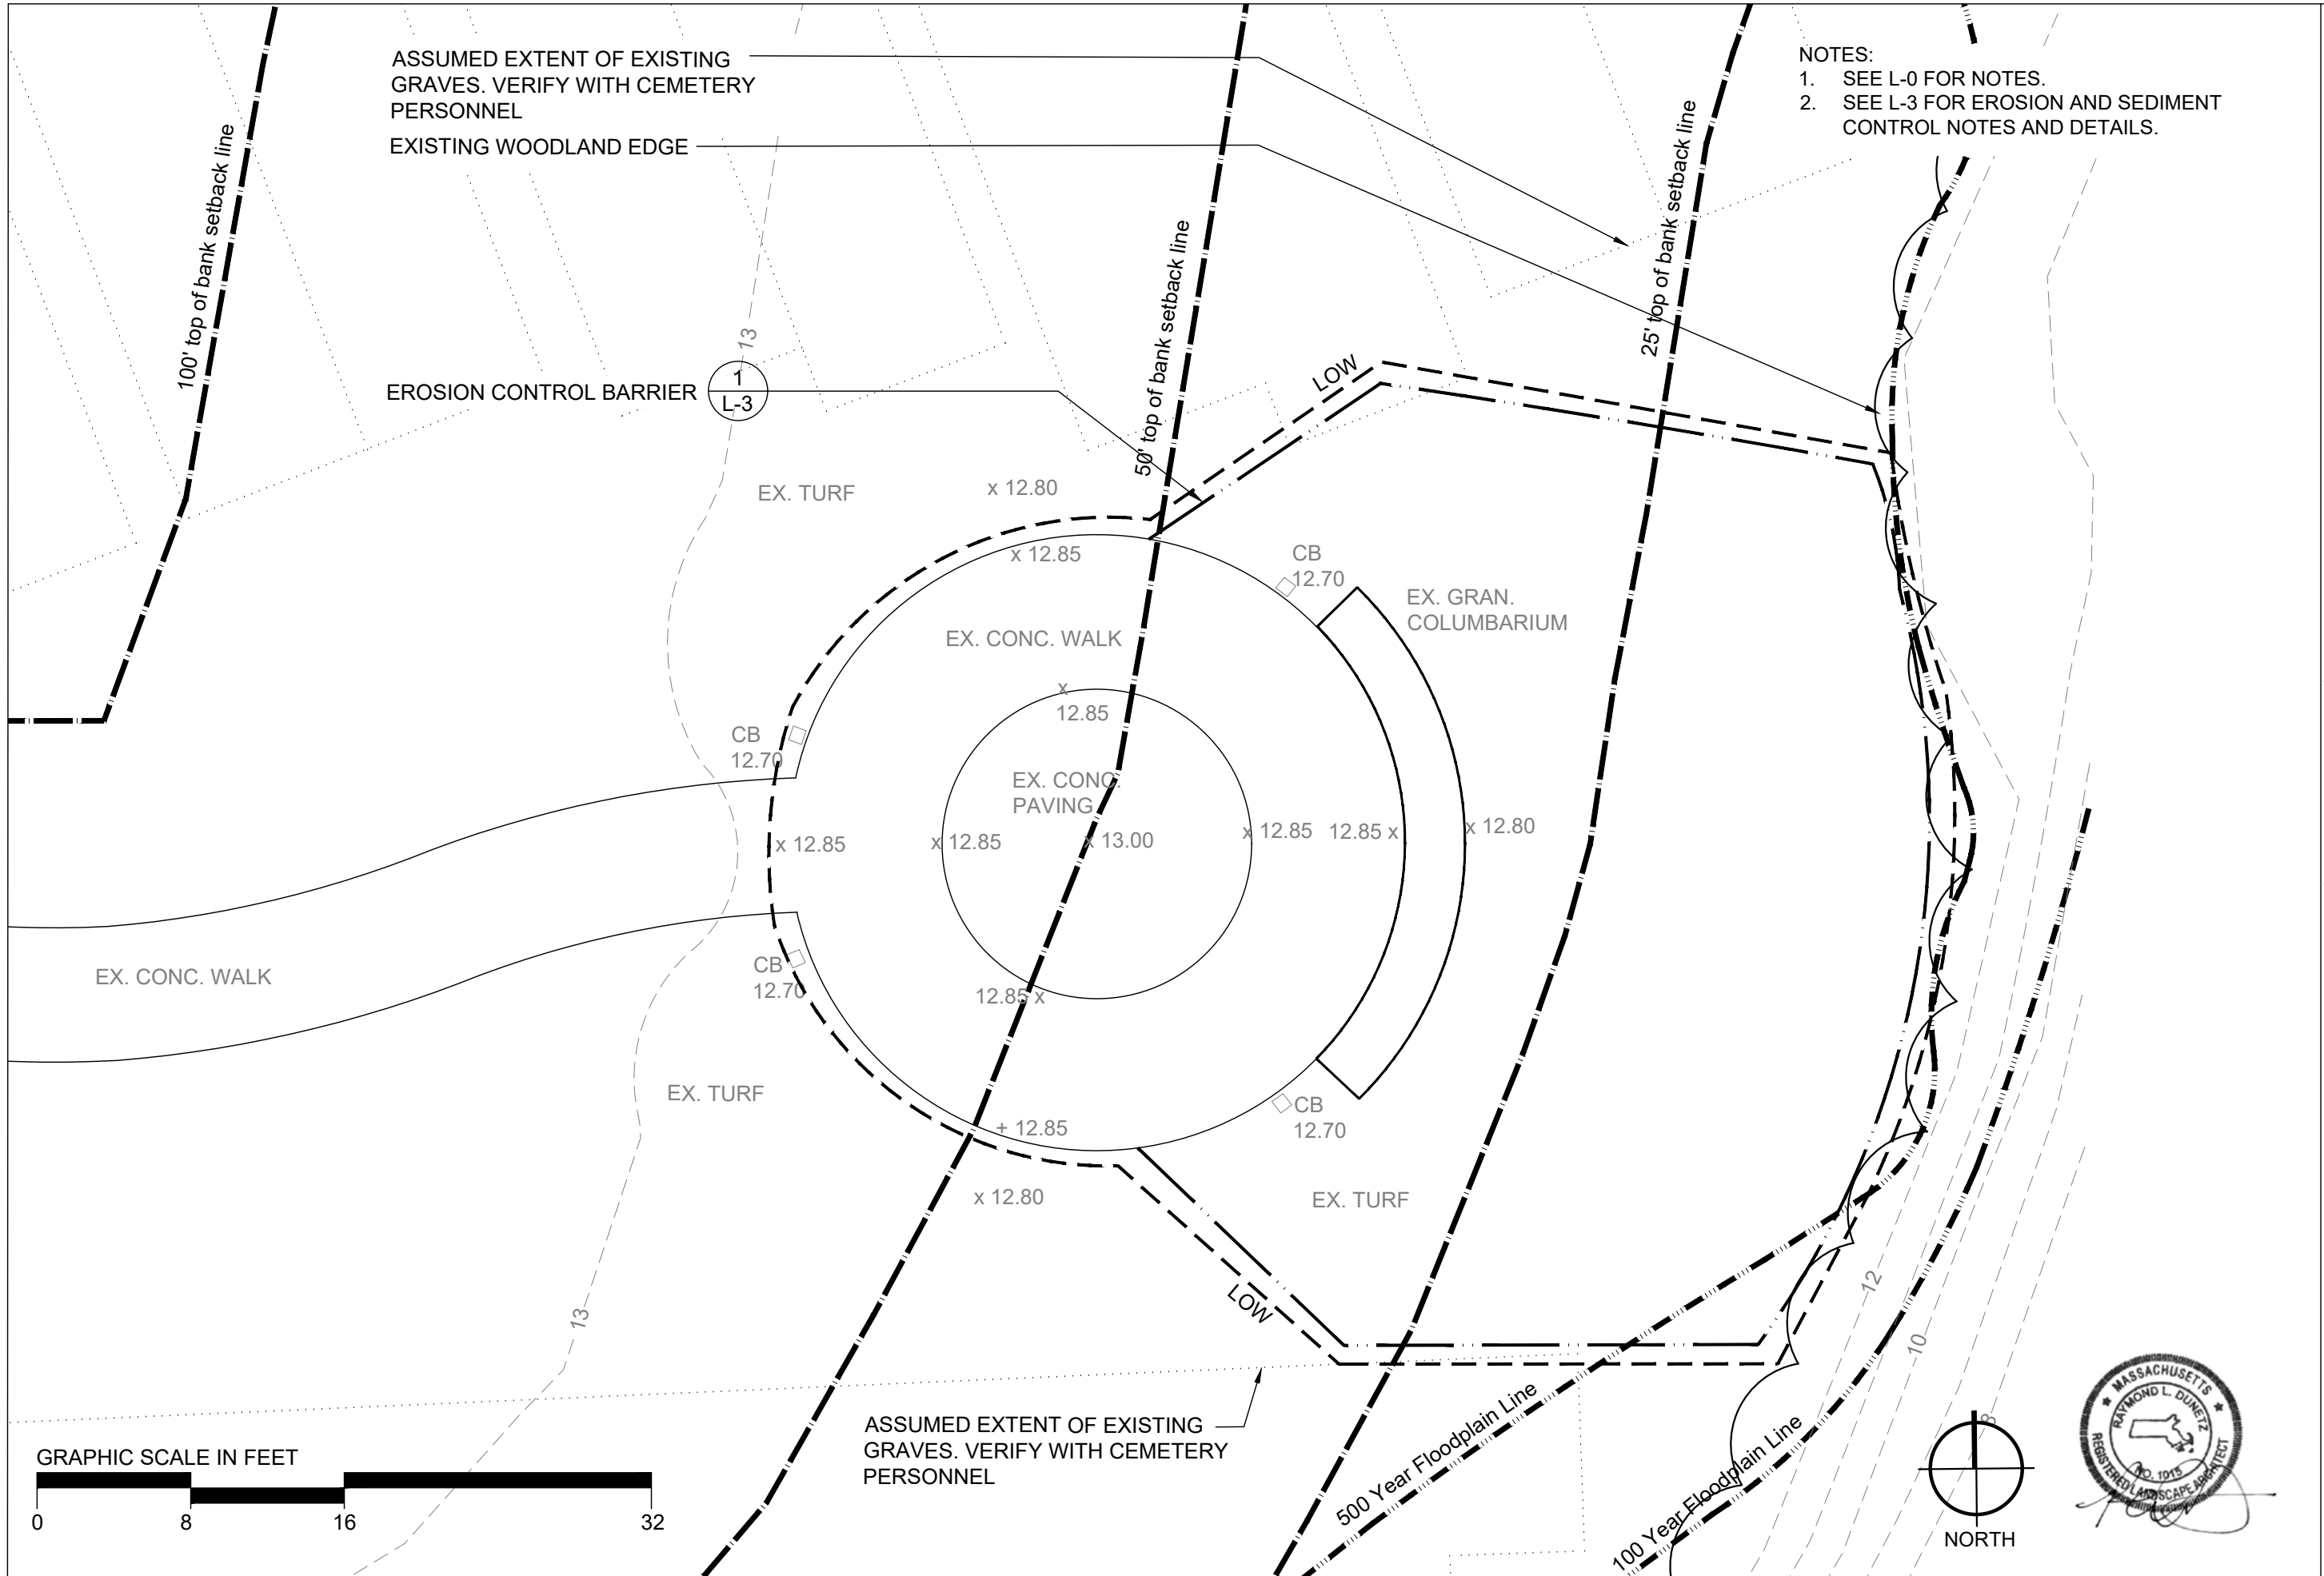 ASSUMED EXTENT OF EXISTING
GRAVES. VERIFY WITH CEMETERY
PERSONNEL
EXISTING WOODLAND EDGE
NOTES:
1. SEE L-0 FOR NOTES.
2. SEE L-3 FOR EROSION AND SEDIMENT
CONTROL NOTES AND DETAILS.
100' top of bank setback line
50' top of bank setback line
25' top of bank setback line
13
EROSION CONTROL BARRIER
1
L-3
LOW
EX. TURF
x 12.80
x 12.85
CB
12.70
EX. GRAN.
COLUMBARIUM
EX. CONC. WALK
x
12.85
CB
12.70
EX. CONC.
PAVING
x 12.85
x 12.85
x 13.00
x 12.85
12.85 x
x 12.80
EX. CONC. WALK
CB
12.70
12.85 x
EX. TURF
+ 12.85
CB
12.70
x 12.80
EX. TURF
LOW
13
12
10
8
ASSUMED EXTENT OF EXISTING
GRAVES. VERIFY WITH CEMETERY
PERSONNEL
500 Year Floodplain Line
100 Year Floodplain Line
GRAPHIC SCALE IN FEET
0 8 16 32
NORTH
MASSACHUSETTS
RAYMOND L. DUNETZ
NO. 1015
REGISTERED LANDSCAPE ARCHITECT